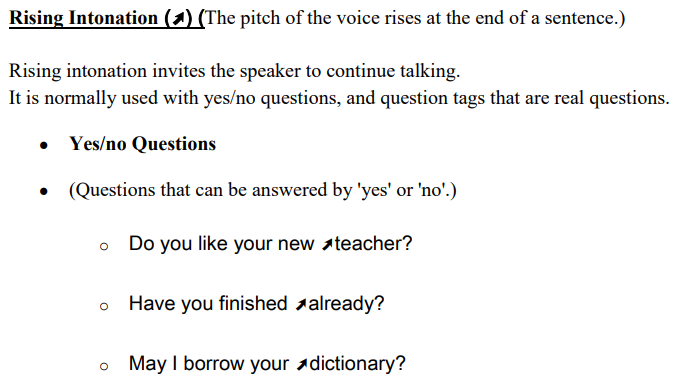 Rising Intonation (➚) (The pitch of the voice rises at the end of a sentence.)
Rising intonation invites the speaker to continue talking.
It is normally used with yes/no questions, and question tags that are real questions.
• Yes/no Questions
• (Questions that can be answered by 'yes' or 'no'.)
o Do you like your new ➚teacher?
o Have you finished ➚already?
o May I borrow your ➚dictionary?